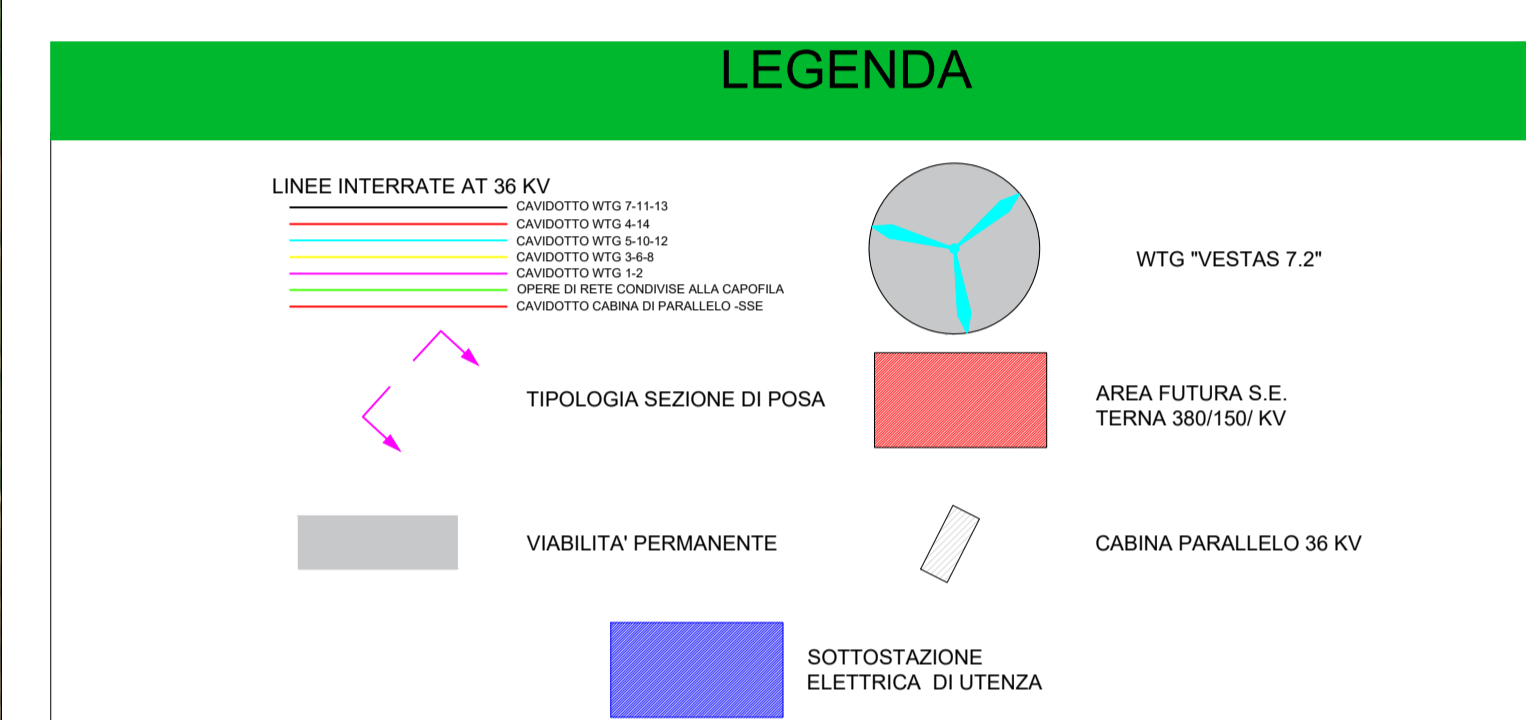 LEGENDA
LINEE INTERRATE AT 36 KV
CAVIDOTTO WTG 7-11-13
CAVIDOTTO WTG 4-14
CAVIDOTTO WTG 5-10-12
CAVIDOTTO WTG 3-6-8
CAVIDOTTO WTG 1-2
OPERE DI RETE CONDIVISE ALLA CAPOFILA
CAVIDOTTO CABINA DI PARALLELO -SSE
WTG "VESTAS 7.2"
TIPOLOGIA SEZIONE DI POSA
AREA FUTURA S.E.
TERNA 380/150/ KV
VIABILITA' PERMANENTE
CABINA PARALLELO 36 KV
SOTTOSTAZIONE
ELETTRICA DI UTENZA